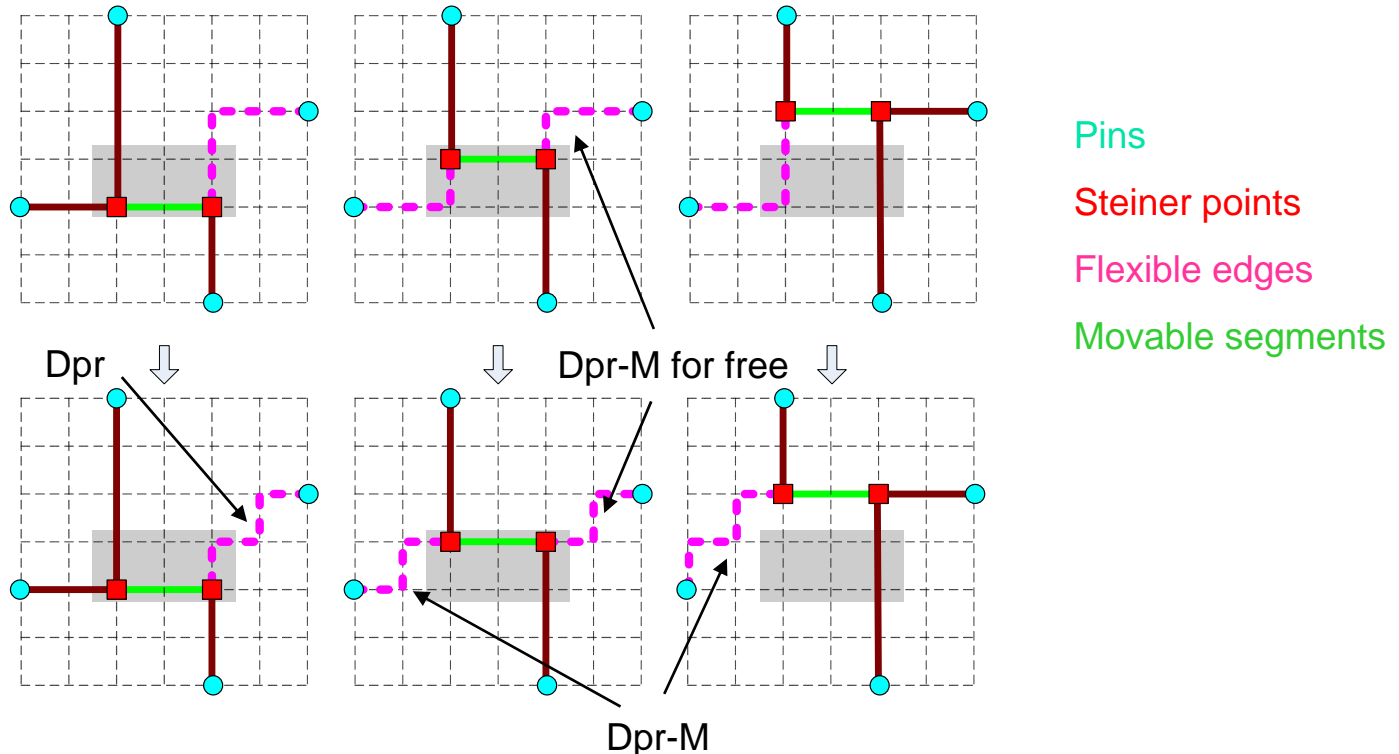 Pins
Steiner points
Flexible edges
Movable segments
Dpr
Dpr-M for free
Dpr-M